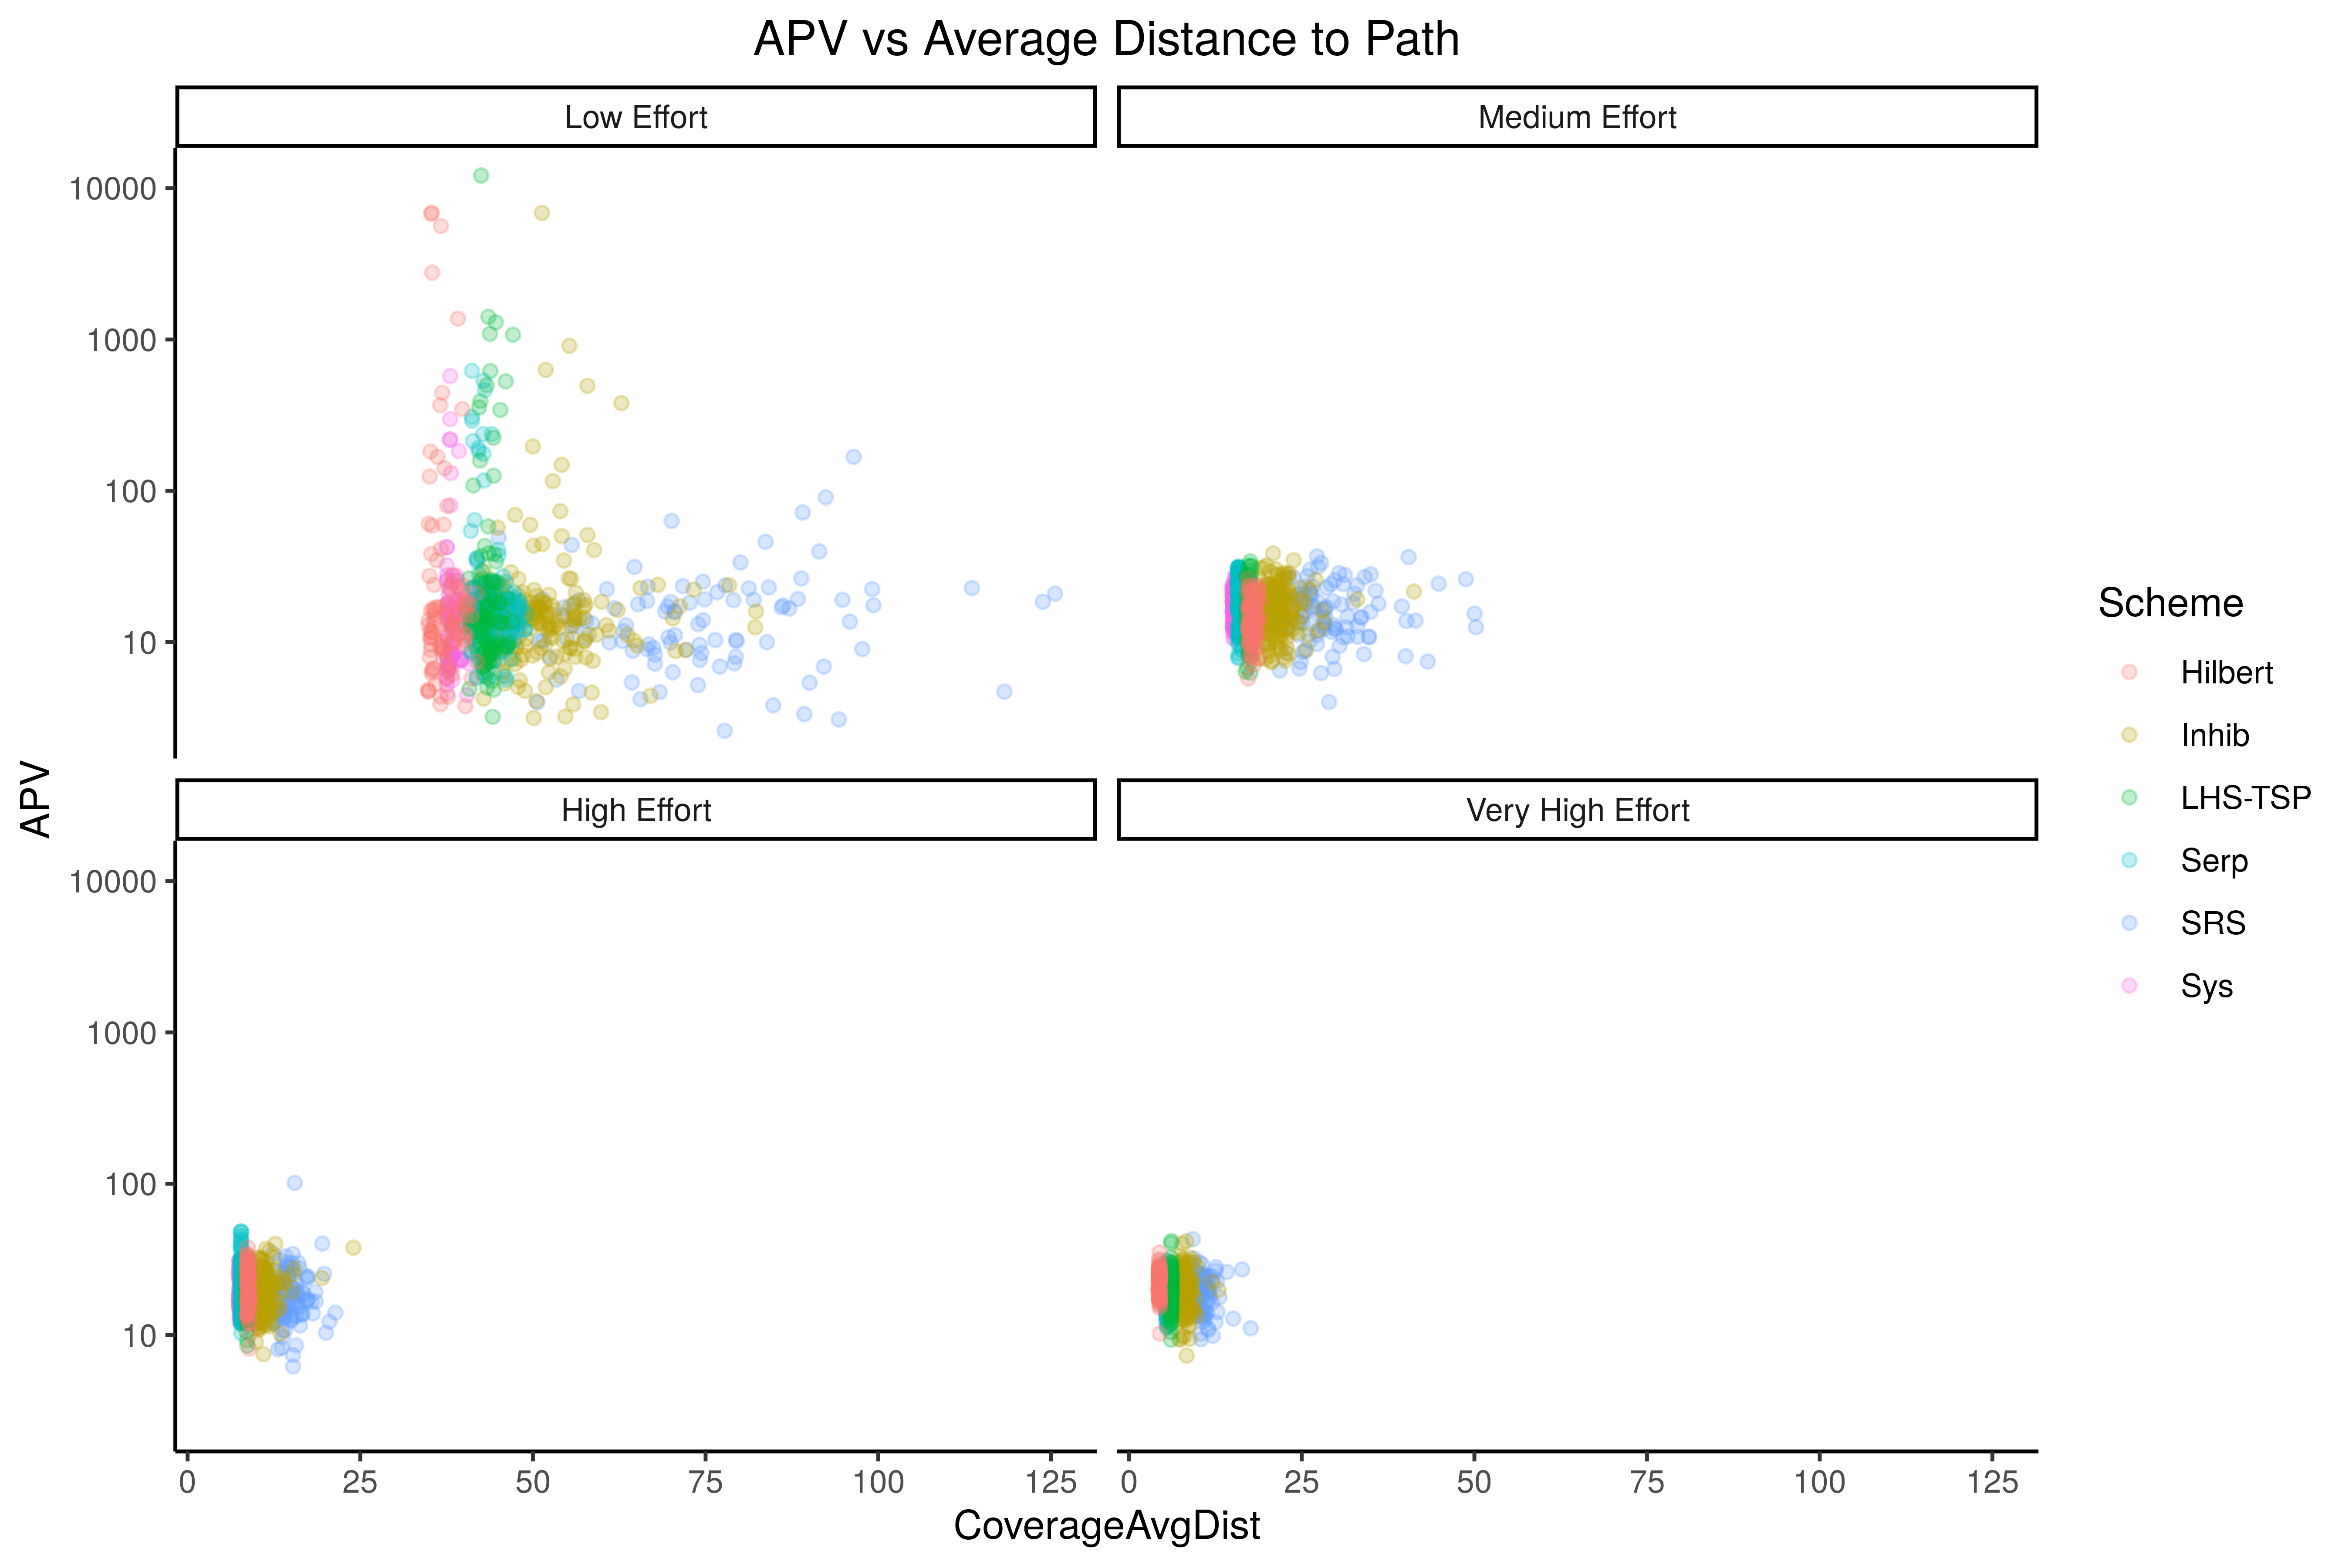 APV vs Average Distance to Path
Low Effort
Medium Effort
10000
1000
100
10
High Effort
Very High Effort
10000
1000
100
10
0 25 50 75 100 125
0 25 50 75 100 125
CoverageAvgDist
APV
Scheme
Hilbert
Inhib
LHS-TSP
Serp
SRS
Sys